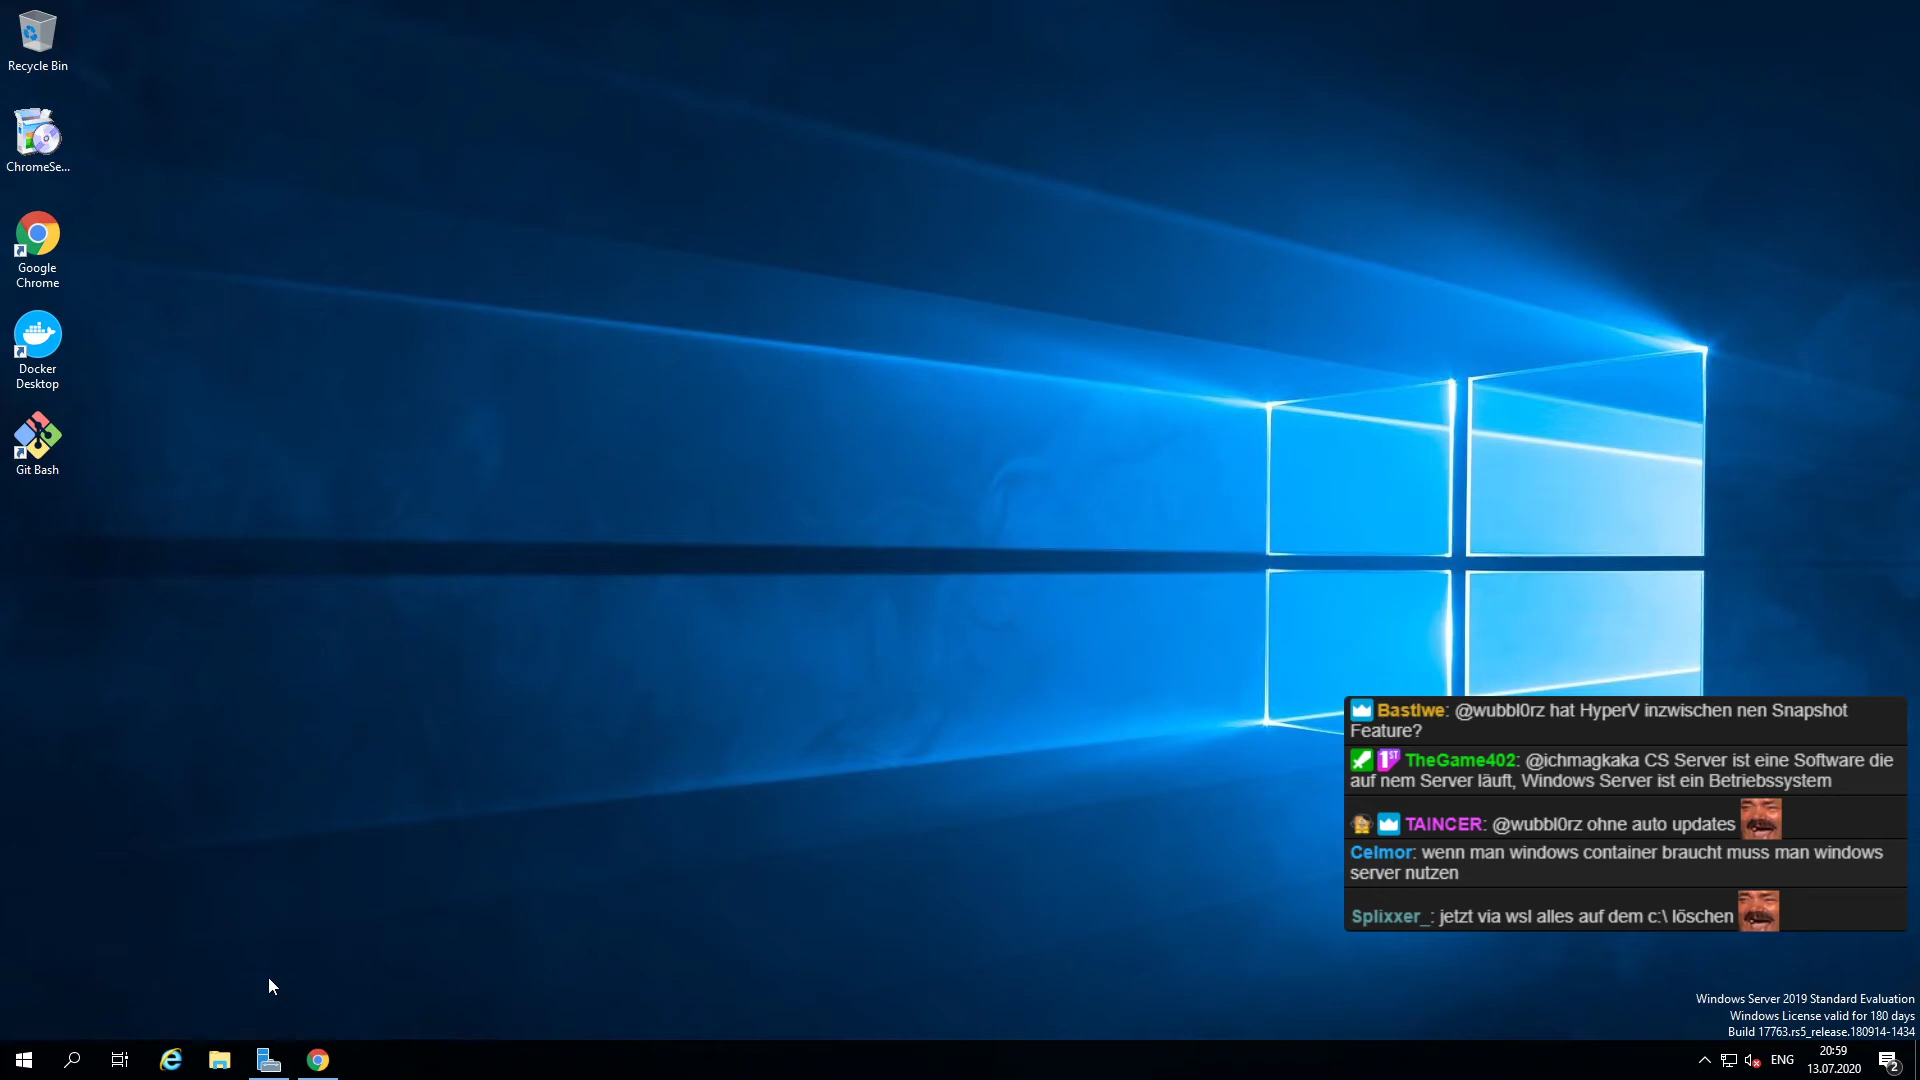 Recycle Bin
ChromeSe...
Google
Chrome
Docker
Desktop
Git Bash
Bastlwe: @wubbl0rz hat HyperV inzwischen nen Snapshot
Feature?
1ST TheGame402: @ichmagkaka CS Server ist eine Software die
auf nem Server läuft, Windows Server ist ein Betriebssystem
TAINCER: @wubbl0rz ohne auto updates
Celmor: wenn man windows container braucht muss man windows
server nutzen
Splixxer_: jetzt via wsl alles auf dem c:\ löschen
Windows Server 2019 Standard Evaluation
Windows License valid for 180 days
Build 17763.rs5_release.180914-1434
ENG
20:59
13.07.2020
2